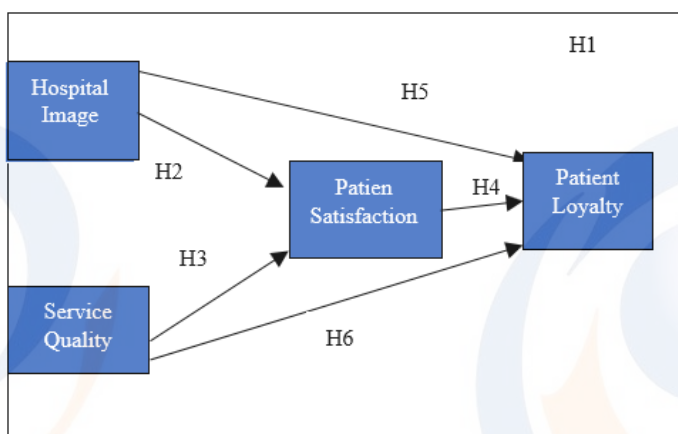 H1
Hospital
Image
H5
H2
Patien
Satisfaction
H4
Patient
Loyalty
H3
Service
Quality
H6